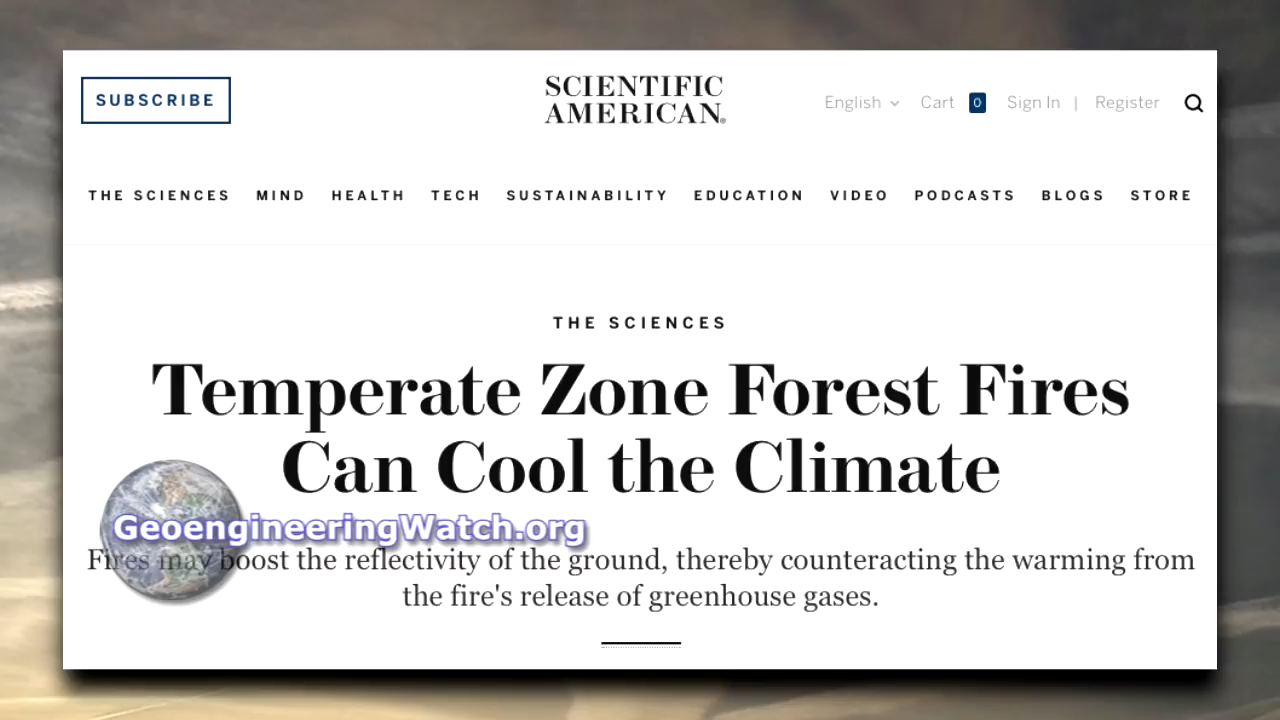 SUBSCRIBE
SCIENTIFIC
AMERICAN®
English
Cart 0
Sign In | Register
THE SCIENCES MIND HEALTH TECH SUSTAINABILITY EDUCATION VIDEO PODCASTS BLOGS STORE
THE SCIENCES
Temperate Zone Forest Fires
Can Cool the Climate
GeoengineeringWatch.org
Fires may boost the reflectivity of the ground, thereby counteracting the warming from
the fire's release of greenhouse gases.